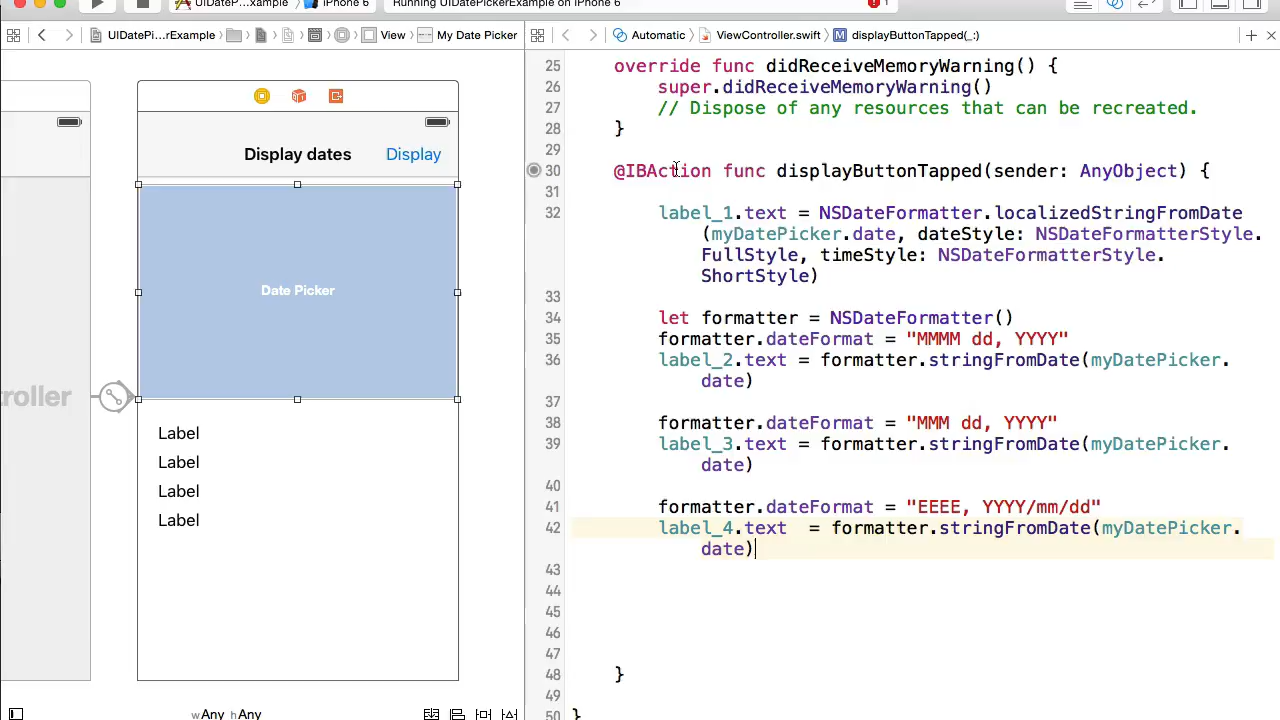 UIDateP...xample
iPhone 6
Running UIDatePickerExample on iPhone 6
1
UIDatePi...rExample
View
My Date Picker
Automatic
ViewController.swift
displayButtonTapped(_:)
Display dates
Display
Date Picker
troller
Label
Label
Label
Label
wAny hAny
25 override func didReceiveMemoryWarning() {
26 super.didReceiveMemoryWarning()
27 // Dispose of any resources that can be recreated.
28 }
29
30 @IBAction func displayButtonTapped(sender: AnyObject) {
31
32 label_1.text = NSDateFormatter.localizedStringFromDate
(myDatePicker.date, dateStyle: NSDateFormatterStyle.
FullStyle, timeStyle: NSDateFormatterStyle.
ShortStyle)
33
34 let formatter = NSDateFormatter()
35 formatter.dateFormat = "MMMM dd, YYYY"
36 label_2.text = formatter.stringFromDate(myDatePicker.
date)
37
38 formatter.dateFormat = "MMM dd, YYYY"
39 label_3.text = formatter.stringFromDate(myDatePicker.
date)
40
41 formatter.dateFormat = "EEEE, YYYY/mm/dd"
42 label_4.text  = formatter.stringFromDate(myDatePicker.
date)
43
44
45
46
47
48 }
49
50 }